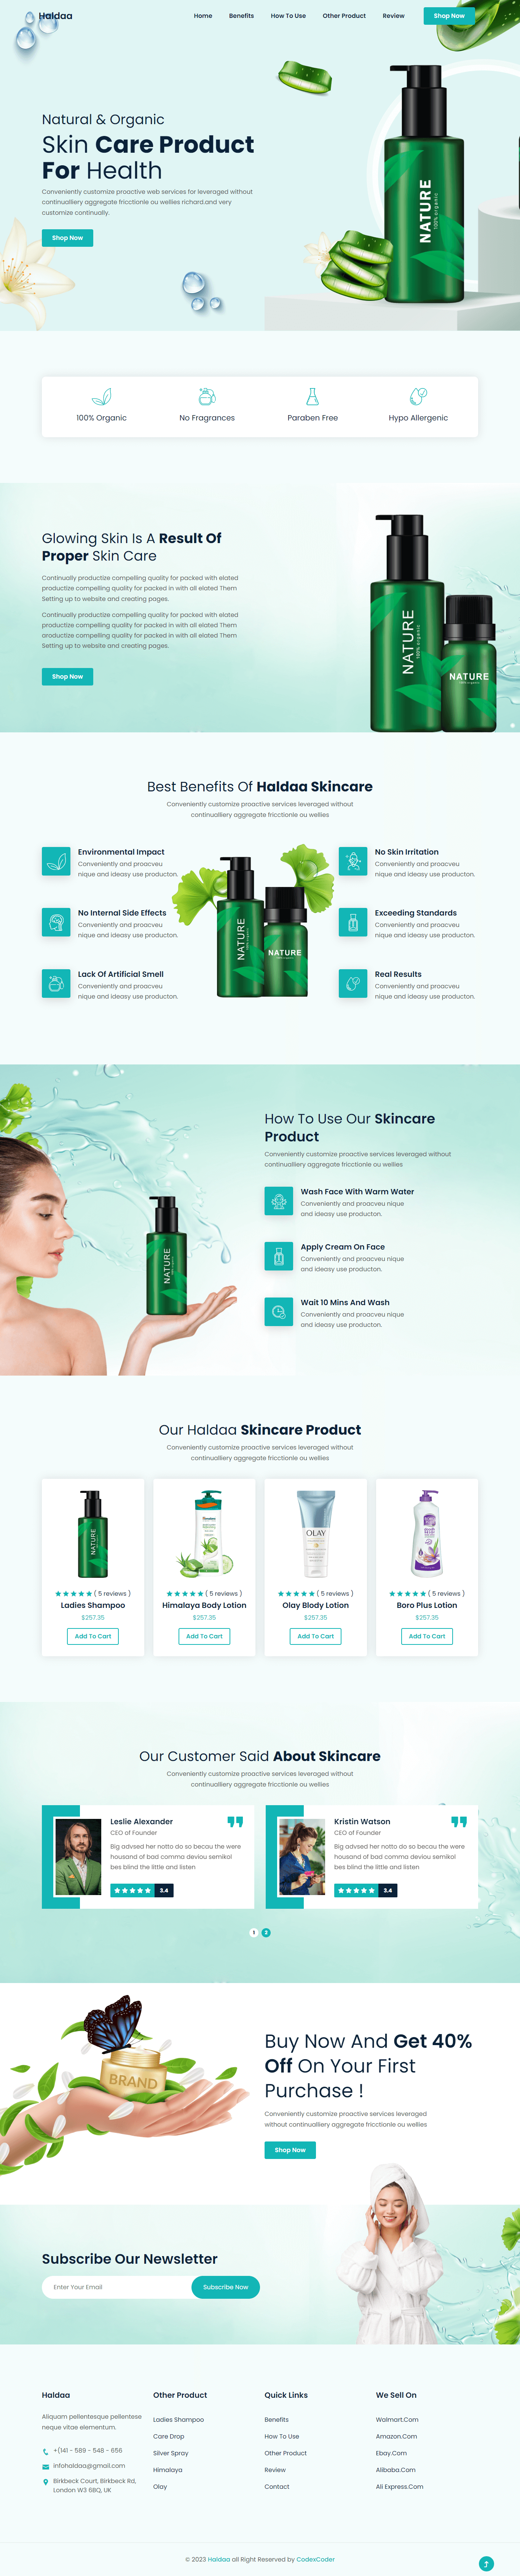 Haldaa
Home
Benefits
How To Use
Other Product
Review
Shop Now
Natural & Organic
Skin Care Product
For Health
Conveniently customize proactive web services for leveraged without
continualliery aggregate fricctionle ou wellies richard.and very
customize continually.
Shop Now
NATURE
100% organic
100% Organic
No Fragrances
Paraben Free
Hypo Allergenic
Glowing Skin Is A Result Of
Proper Skin Care
Continually productize compelling quality for packed with elated
productize compelling quality for packed in with all elated Them
Setting up to website and creating pages.
Continually productize compelling quality for packed with elated
productize compelling quality for packed in with all elated Them
aroductize compelling quality for packed in with all elated Them
Setting up to website and creating pages.
Shop Now
NATURE
100% organic
NATURE
Best Benefits Of Haldaa Skincare
Conveniently customize proactive services leveraged without
continualliery aggregate fricctionle ou wellies
Environmental Impact
Conveniently and proacveu
nique and ideasy use producton.
No Internal Side Effects
Conveniently and proacveu
nique and ideasy use producton.
Lack Of Artificial Smell
Conveniently and proacveu
nique and ideasy use producton.
NATURE
NATURE
No Skin Irritation
Conveniently and proacveu
nique and ideasy use producton.
Exceeding Standards
Conveniently and proacveu
nique and ideasy use producton.
Real Results
Conveniently and proacveu
nique and ideasy use producton.
NATURE
How To Use Our Skincare
Product
Conveniently customize proactive services leveraged without
continualliery aggregate fricctionle ou wellies
Wash Face With Warm Water
Conveniently and proacveu nique
and ideasy use producton.
Apply Cream On Face
Conveniently and proacveu nique
and ideasy use producton.
Wait 10 Mins And Wash
Conveniently and proacveu nique
and ideasy use producton.
Our Haldaa Skincare Product
Conveniently customize proactive services leveraged without
continualliery aggregate fricctionle ou wellies
NATURE
( 5 reviews )
Ladies Shampoo
$257.35
Add To Cart
Himalaya
( 5 reviews )
Himalaya Body Lotion
$257.35
Add To Cart
OLAY
( 5 reviews )
Olay Blody Lotion
$257.35
Add To Cart
( 5 reviews )
Boro Plus Lotion
$257.35
Add To Cart
Our Customer Said About Skincare
Conveniently customize proactive services leveraged without
continualliery aggregate fricctionle ou wellies
Leslie Alexander
CEO of Founder
Big advsed her notto do so becau the were
housand of bad comma deviou semikol
bes blind the little and listen
3.4
Kristin Watson
CEO of Founder
Big advsed her notto do so becau the were
housand of bad comma deviou semikol
bes blind the little and listen
3.4
1
2
BRAND
Buy Now And Get 40%
Off On Your First
Purchase !
Conveniently customize proactive services leveraged
without continualliery aggregate fricctionle ou wellies
Shop Now
Subscribe Our Newsletter
Enter Your Email
Subscribe Now
Haldaa
Aliquam pellentesque pellentese
neque vitae elementum.
+(141 - 589 - 548 - 656
infohaldaa@gmail.com
Birkbeck Court, Birkbeck Rd,
London W3 6BQ, UK
Other Product
Ladies Shampoo
Care Drop
Silver Spray
Himalaya
Olay
Quick Links
Benefits
How To Use
Other Product
Review
Contact
We Sell On
Walmart.Com
Amazon.Com
Ebay.Com
Alibaba.Com
Ali Express.Com
© 2023 Haldaa all Right Reserved by CodexCoder